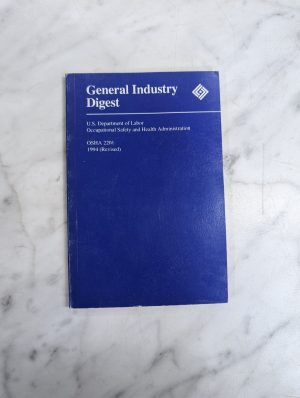 General Industry
Digest
U.S. Department of Labor
Occupational Safety and Health Administration
OSHA 2201
1994 (Revised)